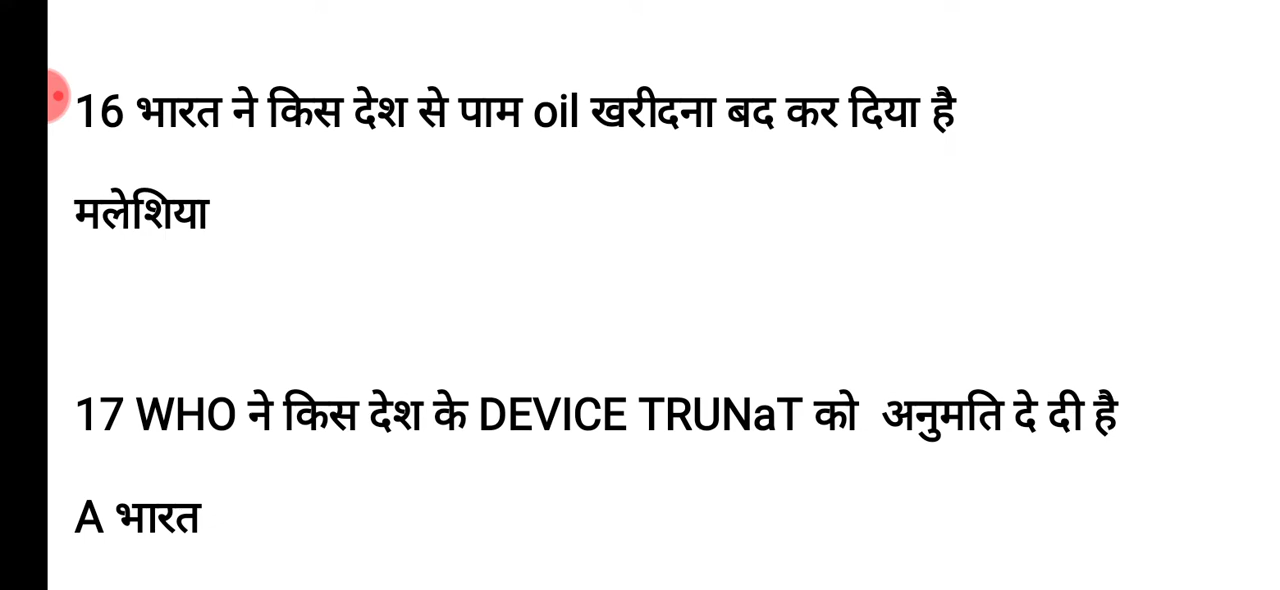 16 भारत ने किस देश से पाम oil खरीदना बद कर दिया है
मलेशिया
17 WHO ने किस देश के DEVICE TRUNaT को अनुमति दे दी है
A भारत